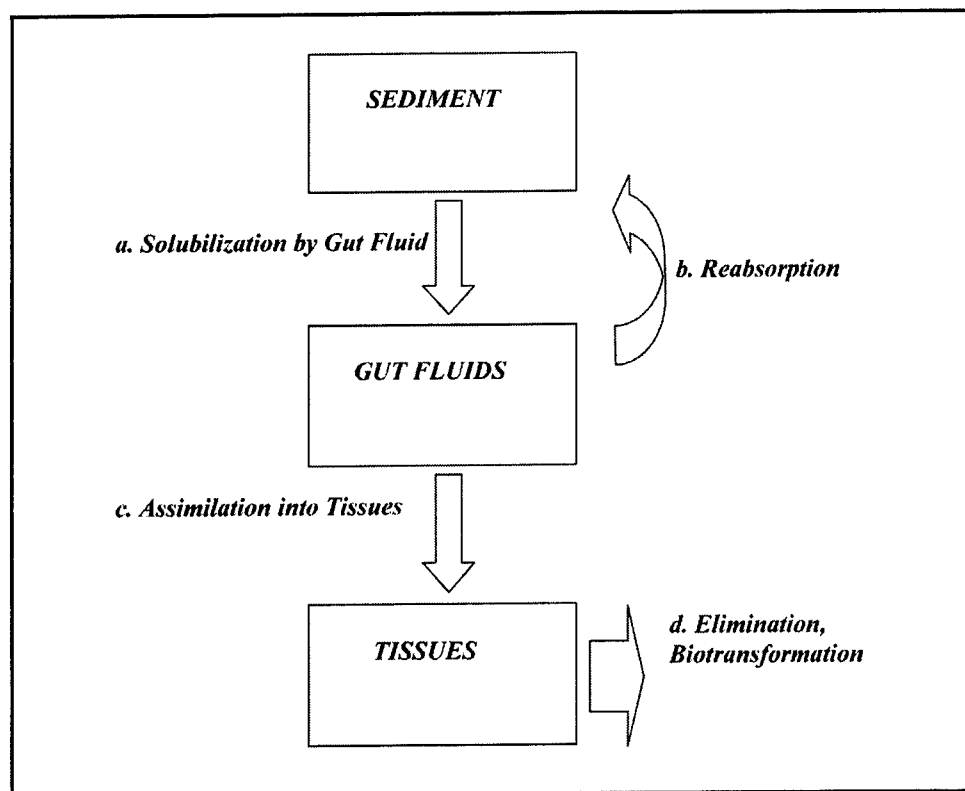 SEDIMENT
a. Solubilization by Gut Fluid
b. Reabsorption
GUT FLUIDS
c. Assimilation into Tissues
TISSUES
d. Elimination,
Biotransformation